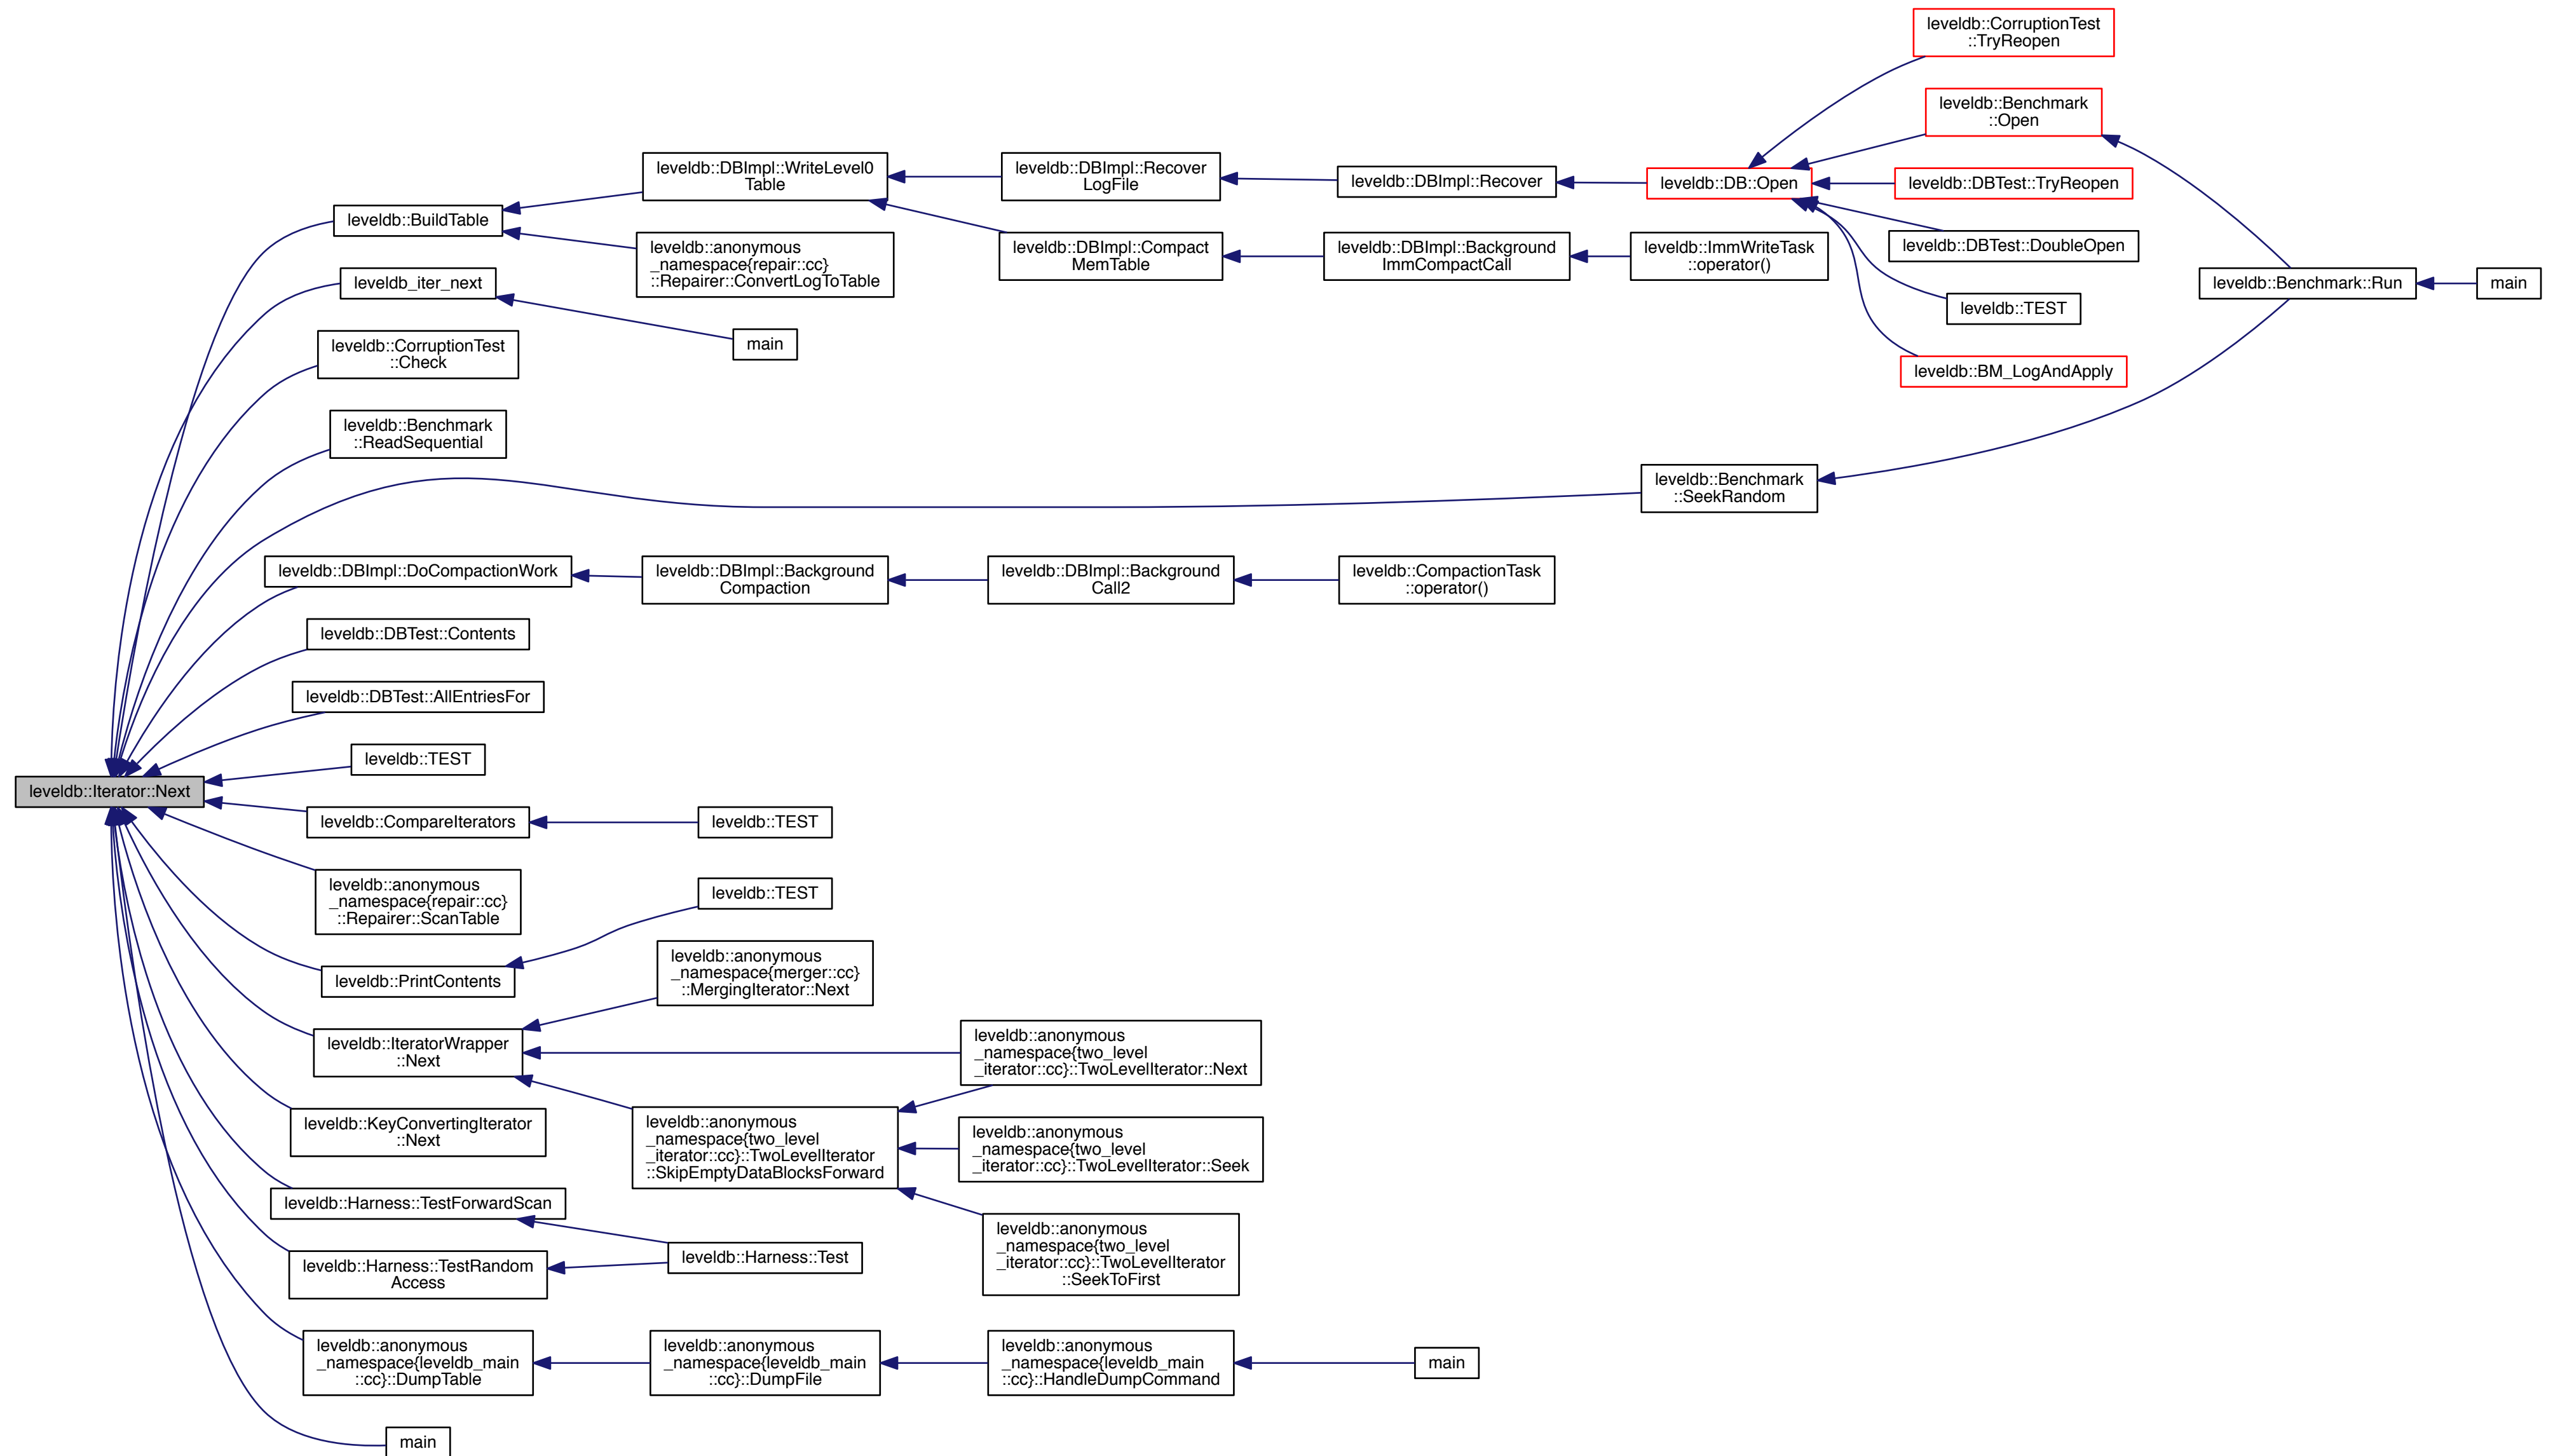 leveldb::CorruptionTest
::TryReopen
leveldb::Benchmark
::Open
leveldb::DBImpl::WriteLevel0
Table
leveldb::DBImpl::Recover
LogFile
leveldb::DBImpl::Recover
leveldb::DB::Open
leveldb::DBTest::TryReopen
leveldb::BuildTable
leveldb::anonymous
_namespace{repair::cc}
::Repairer::ConvertLogToTable
leveldb::DBImpl::Compact
MemTable
leveldb::DBImpl::Background
ImmCompactCall
leveldb::ImmWriteTask
::operator()
leveldb::DBTest::DoubleOpen
leveldb_iter_next
leveldb::Benchmark::Run
main
leveldb::TEST
main
leveldb::CorruptionTest
::Check
leveldb::BM_LogAndApply
leveldb::Benchmark
::ReadSequential
leveldb::Benchmark
::SeekRandom
leveldb::DBImpl::DoCompactionWork
leveldb::DBImpl::Background
Compaction
leveldb::DBImpl::Background
Call2
leveldb::CompactionTask
::operator()
leveldb::DBTest::Contents
leveldb::DBTest::AllEntriesFor
leveldb::TEST
leveldb::Iterator::Next
leveldb::CompareIterators
leveldb::TEST
leveldb::anonymous
_namespace{repair::cc}
::Repairer::ScanTable
leveldb::TEST
leveldb::PrintContents
leveldb::anonymous
_namespace{merger::cc}
::MergingIterator::Next
leveldb::IteratorWrapper
::Next
leveldb::anonymous
_namespace{two_level
_iterator::cc}::TwoLevelIterator::Next
leveldb::KeyConvertingIterator
::Next
leveldb::anonymous
_namespace{two_level
_iterator::cc}::TwoLevelIterator
::SkipEmptyDataBlocksForward
leveldb::anonymous
_namespace{two_level
_iterator::cc}::TwoLevelIterator::Seek
leveldb::Harness::TestForwardScan
leveldb::Harness::TestRandom
Access
leveldb::Harness::Test
leveldb::anonymous
_namespace{two_level
_iterator::cc}::TwoLevelIterator
::SeekToFirst
leveldb::anonymous
_namespace{leveldb_main
::cc}::DumpTable
leveldb::anonymous
_namespace{leveldb_main
::cc}::DumpFile
leveldb::anonymous
_namespace{leveldb_main
::cc}::HandleDumpCommand
main
main